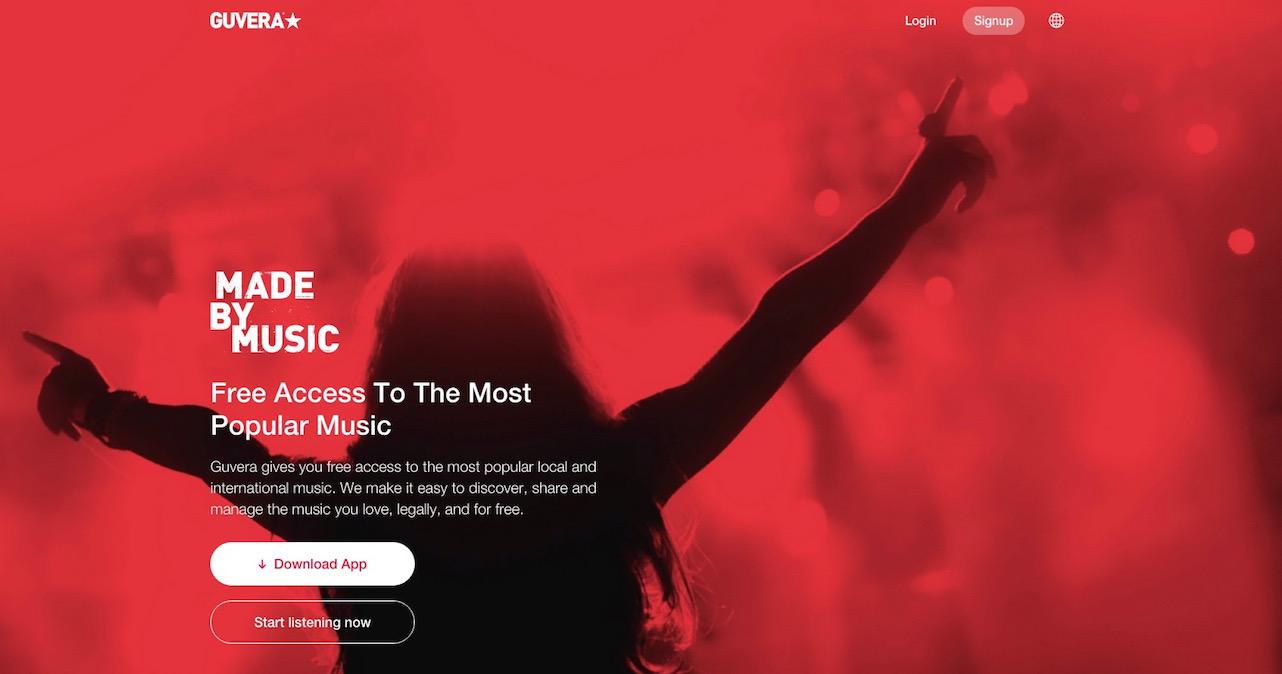 GUVERA★
Login
Signup
MADE
BY
MUSIC
Free Access To The Most
Popular Music
Guvera gives you free access to the most popular local and
international music. We make it easy to discover, share and
manage the music you love, legally, and for free.
↓ Download App
Start listening now